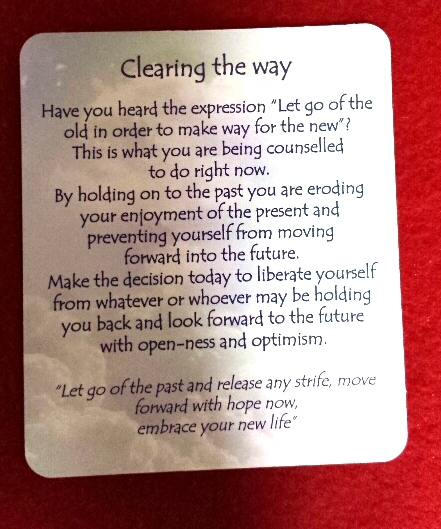 Clearing the way
Have you heard the expression "Let go of the
old in order to make way for the new"?
This is what you are being counselled
to do right now.
By holding on to the past you are eroding
your enjoyment of the present and
preventing yourself from moving
forward into the future.
Make the decision today to liberate yourself
from whatever or whoever may be holding
you back and look forward to the future
with open-ness and optimism.
"Let go of the past and release any strife, move
forward with hope now,
embrace your new life"